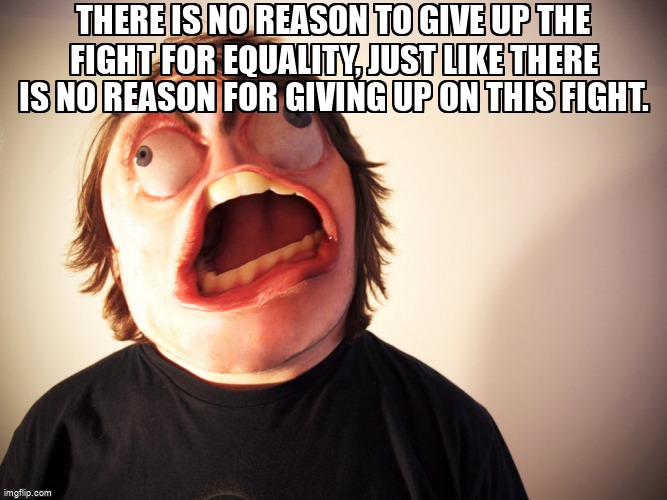 THERE IS NO REASON TO GIVE UP THE
FIGHT FOR EQUALITY, JUST LIKE THERE
IS NO REASON FOR GIVING UP ON THIS FIGHT.
imgflip.com